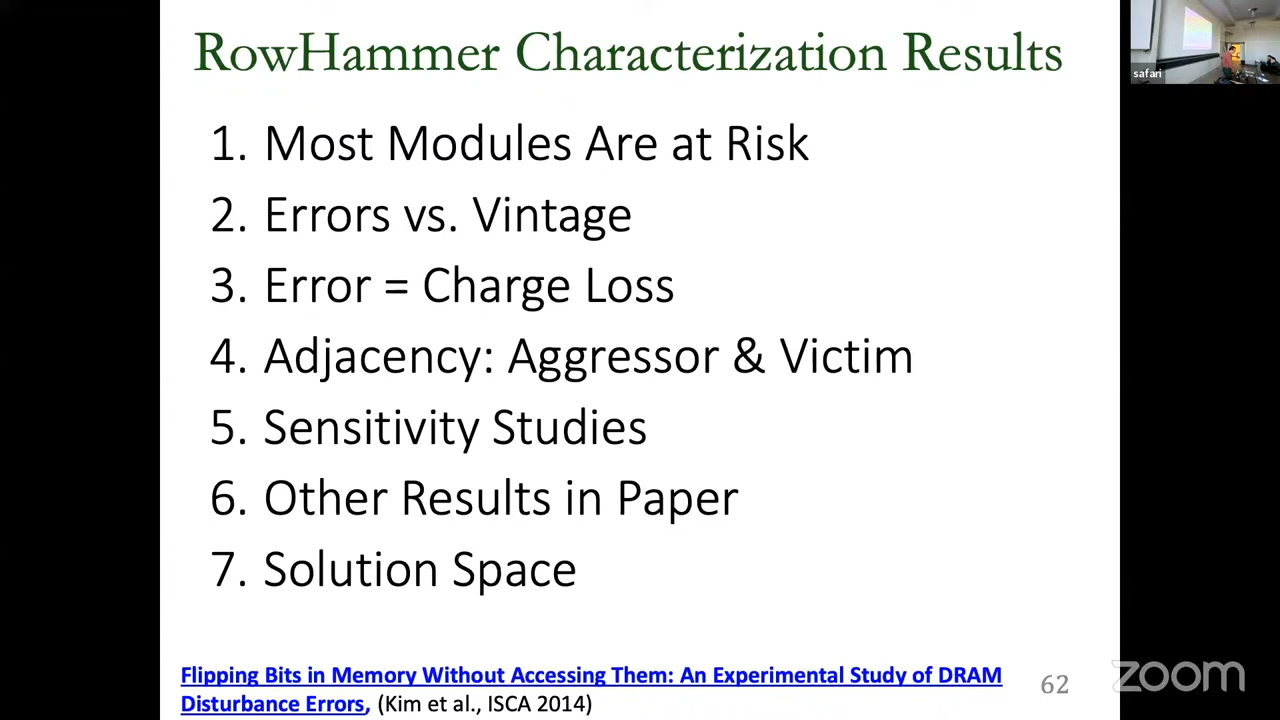 RowHammer Characterization Results
safari
1. Most Modules Are at Risk
2. Errors vs. Vintage
3. Error = Charge Loss
4. Adjacency: Aggressor & Victim
5. Sensitivity Studies
6. Other Results in Paper
7. Solution Space
Flipping Bits in Memory Without Accessing Them: An Experimental Study of DRAM
Disturbance Errors, (Kim et al., ISCA 2014)
62
zoom